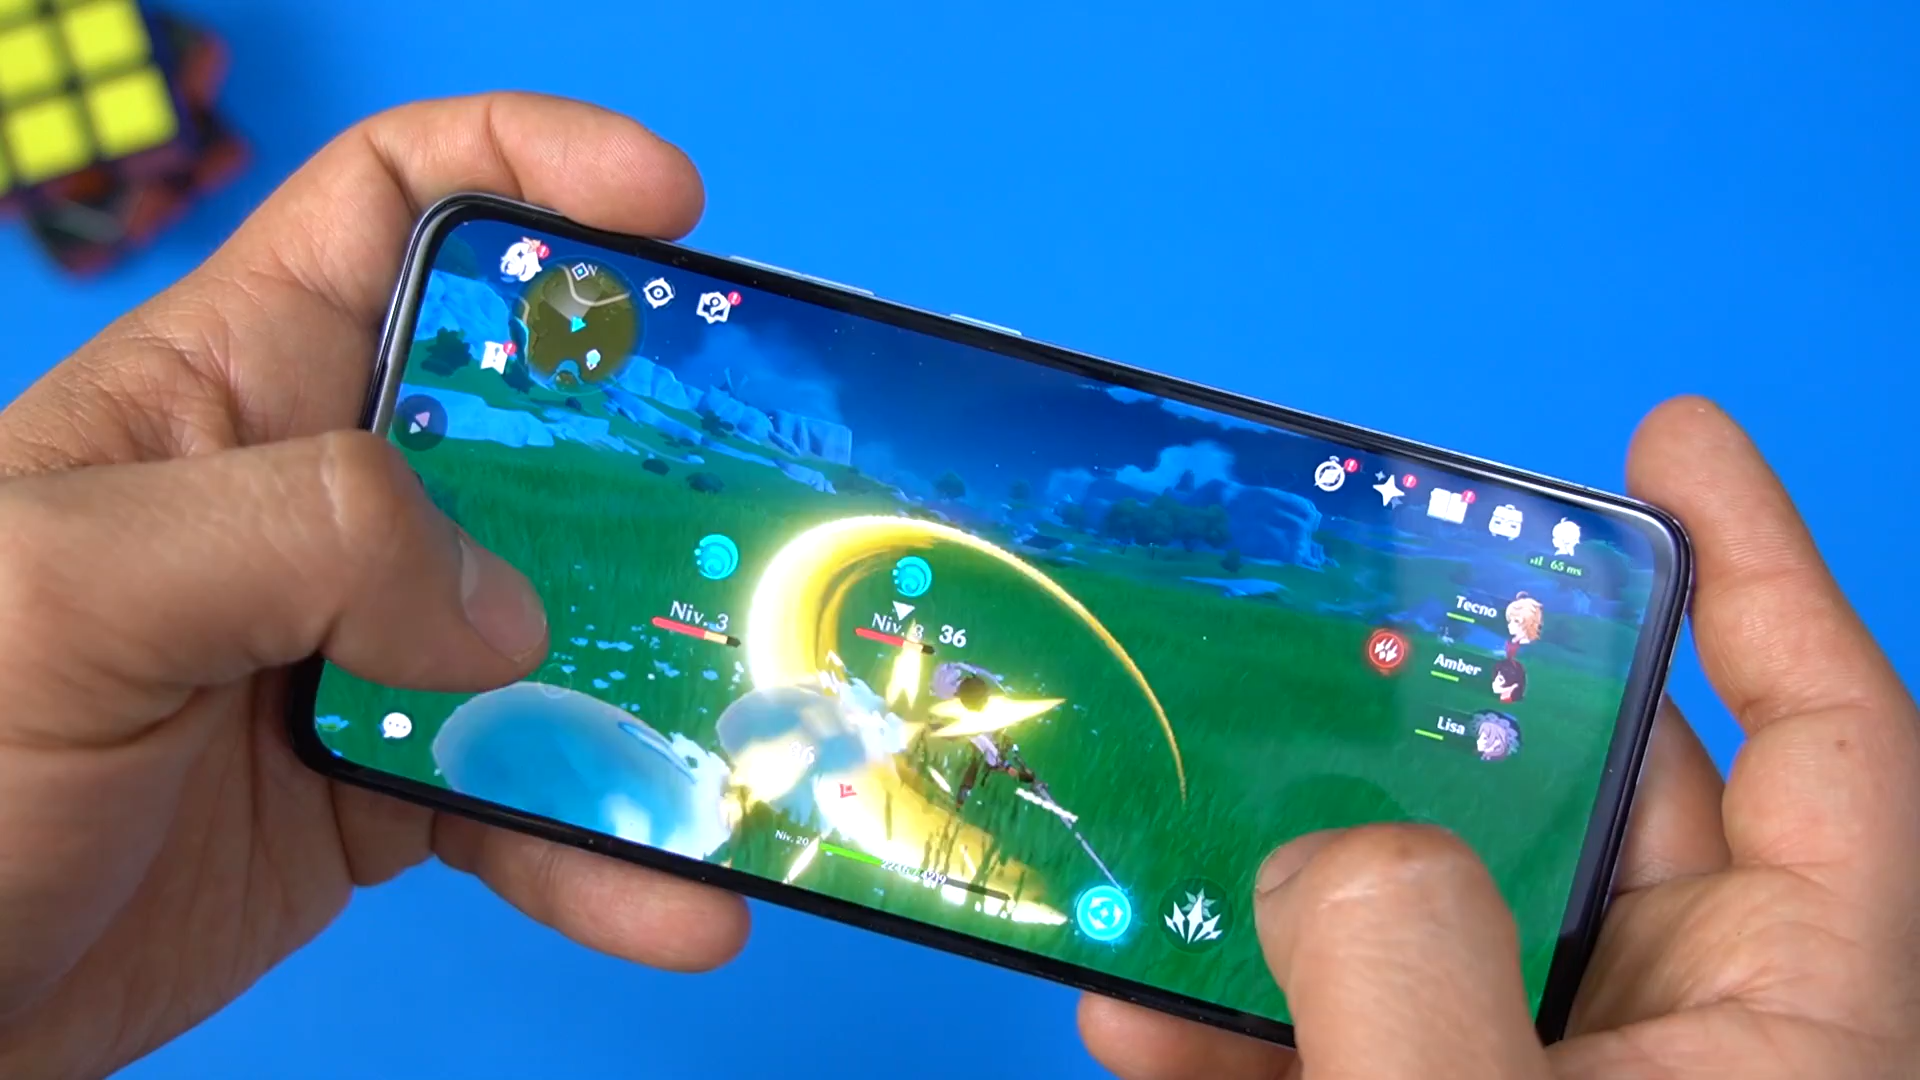 N
65 ms
Tecno
Niv. 3
Niv. 3 36
Amber
Lisa
Niv. 20